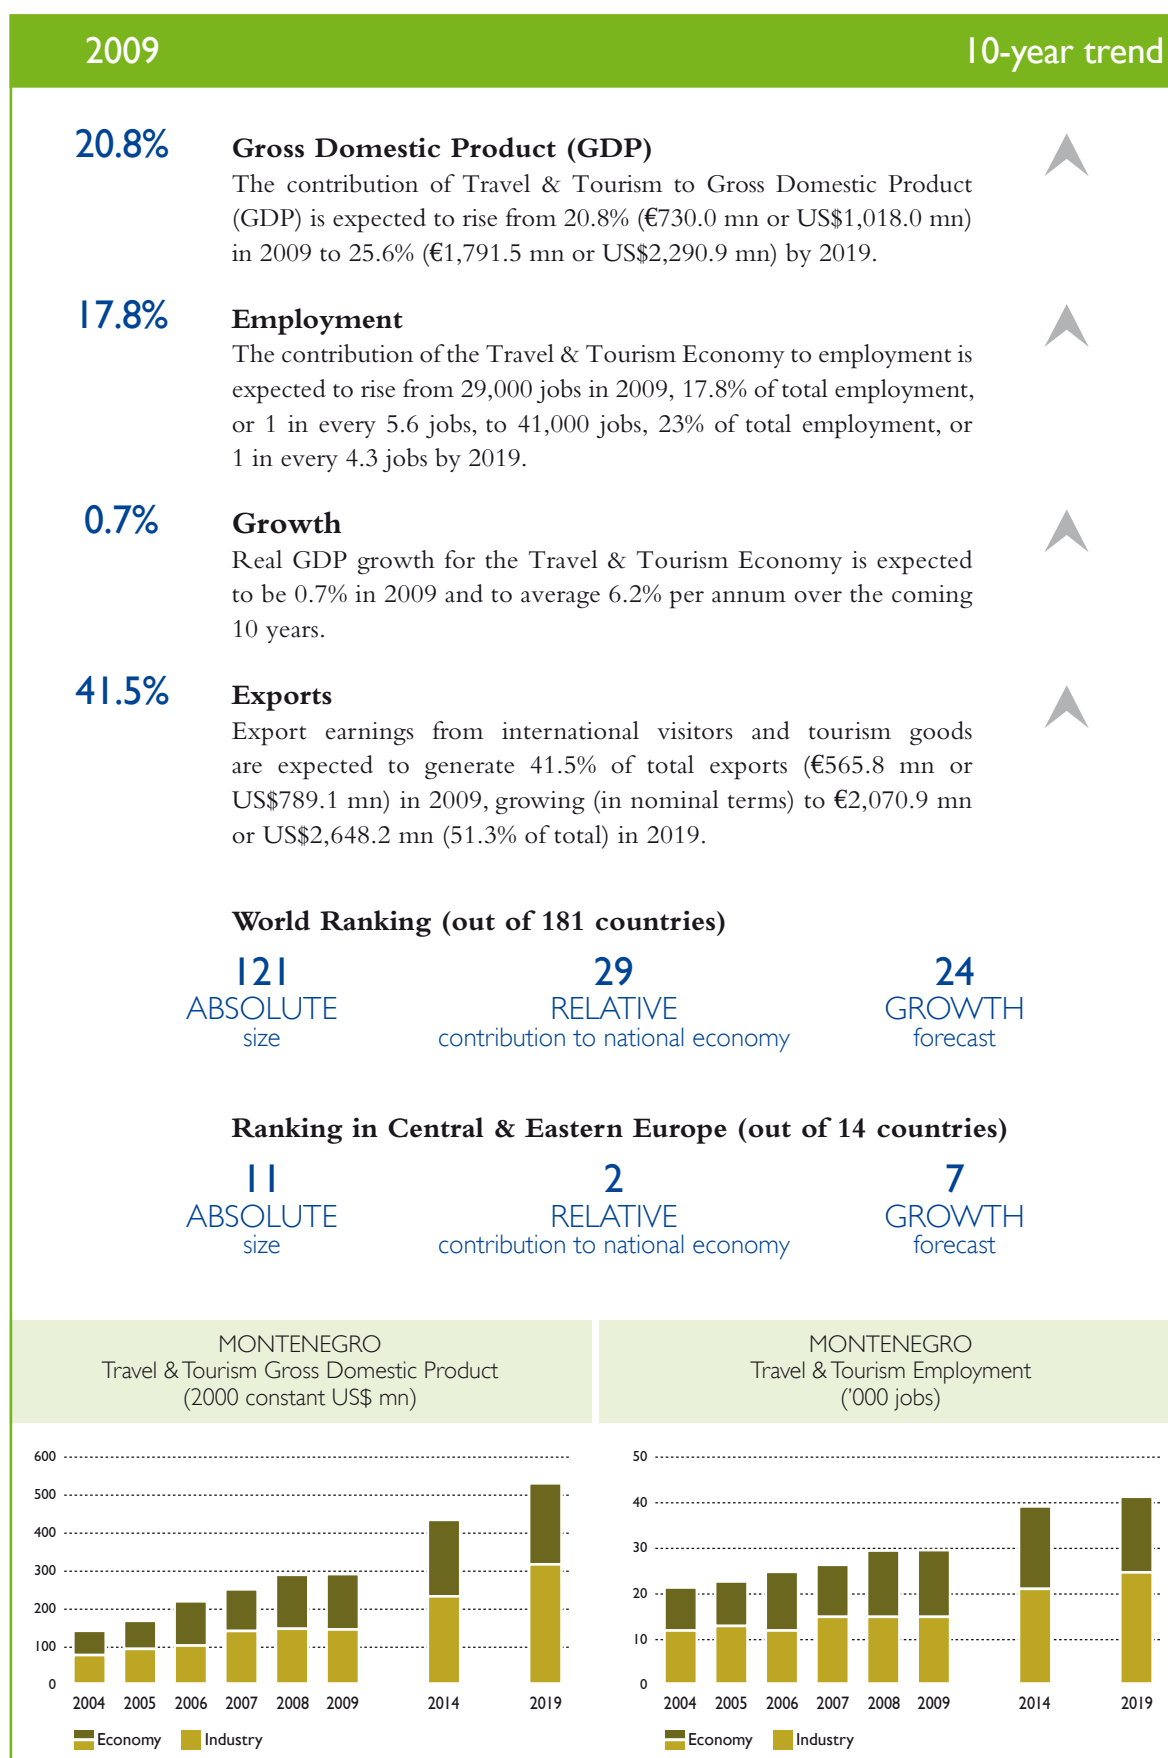 2009 10-year trend
20.8% Gross Domestic Product (GDP)
The contribution of Travel & Tourism to Gross Domestic Product
(GDP) is expected to rise from 20.8% (€730.0 mn or US$1,018.0 mn)
in 2009 to 25.6% (€1,791.5 mn or US$2,290.9 mn) by 2019.
17.8% Employment
The contribution of the Travel & Tourism Economy to employment is
expected to rise from 29,000 jobs in 2009, 17.8% of total employment,
or 1 in every 5.6 jobs, to 41,000 jobs, 23% of total employment, or
1 in every 4.3 jobs by 2019.
0.7% Growth
Real GDP growth for the Travel & Tourism Economy is expected
to be 0.7% in 2009 and to average 6.2% per annum over the coming
10 years.
41.5% Exports
Export earnings from international visitors and tourism goods
are expected to generate 41.5% of total exports (€565.8 mn or
US$789.1 mn) in 2009, growing (in nominal terms) to €2,070.9 mn
or US$2,648.2 mn (51.3% of total) in 2019.
World Ranking (out of 181 countries)
121 29 24
ABSOLUTE RELATIVE GROWTH
size contribution to national economy forecast
Ranking in Central & Eastern Europe (out of 14 countries)
11 2 7
ABSOLUTE RELATIVE GROWTH
size contribution to national economy forecast
MONTENEGRO
Travel & Tourism Gross Domestic Product
(2000 constant US$ mn)
600
500
400
300
200
100
0
2004 2005 2006 2007 2008 2009 2014 2019
Economy Industry
MONTENEGRO
Travel & Tourism Employment
('000 jobs)
50
40
30
20
10
0
2004 2005 2006 2007 2008 2009 2014 2019
Economy Industry